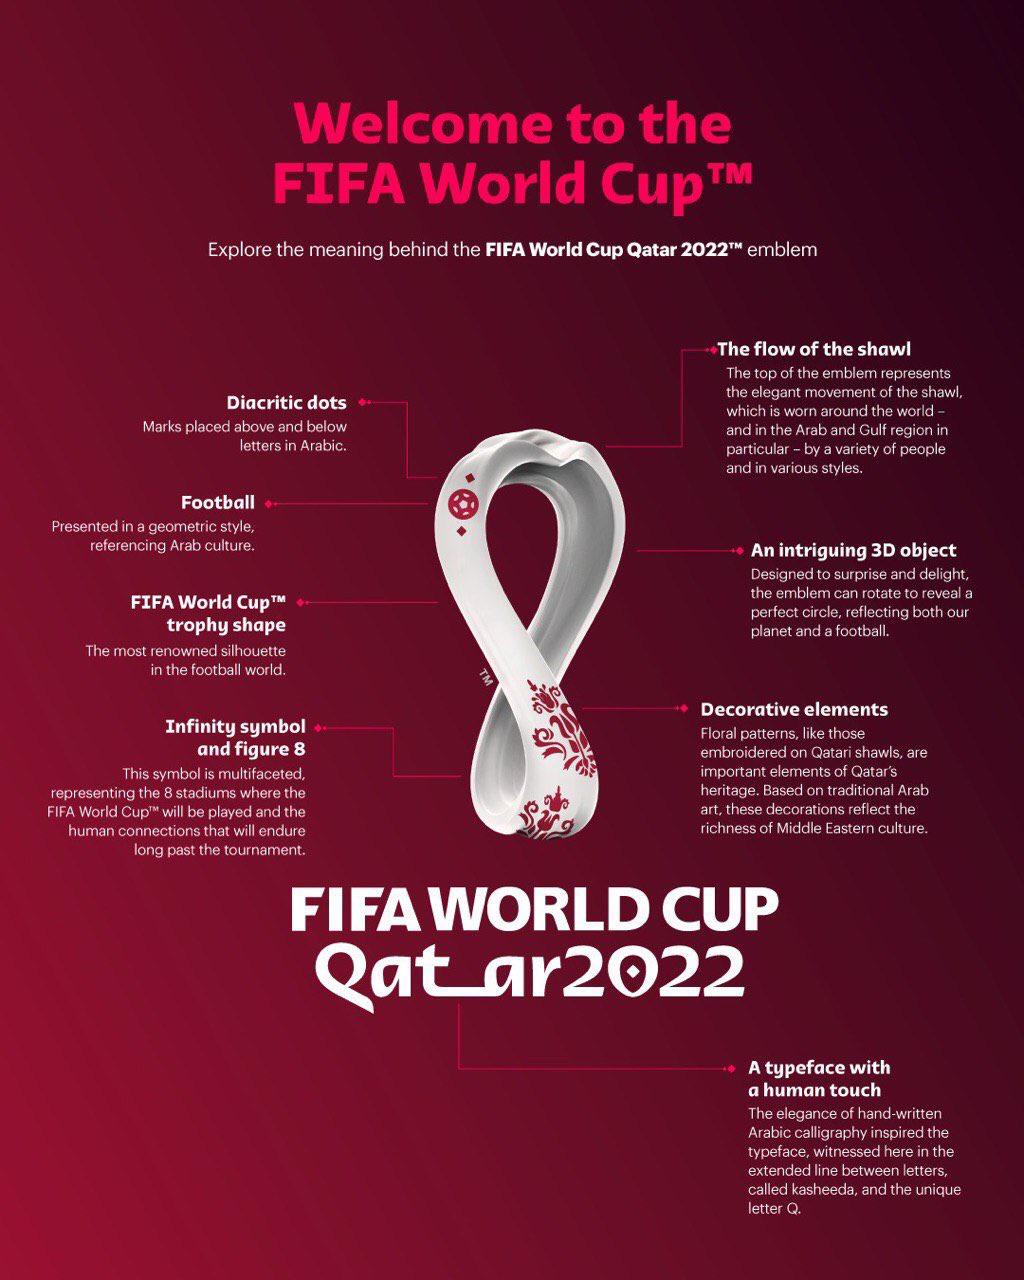 Welcome to the
FIFA World Cup™
Explore the meaning behind the FIFA World Cup Qatar 2022™ emblem
Diacritic dots
Marks placed above and below
letters in Arabic.
Football
Presented in a geometric style,
referencing Arab culture.
FIFA World Cup™
trophy shape
The most renowned silhouette
in the football world.
Infinity symbol
and figure 8
This symbol is multifaceted,
representing the 8 stadiums where the
FIFA World Cup™ will be played and the
human connections that will endure
long past the tournament.
The flow of the shawl
The top of the emblem represents
the elegant movement of the shawl,
which is worn around the world –
and in the Arab and Gulf region in
particular – by a variety of people
and in various styles.
An intriguing 3D object
Designed to surprise and delight,
the emblem can rotate to reveal a
perfect circle, reflecting both our
planet and a football.
Decorative elements
Floral patterns, like those
embroidered on Qatari shawls, are
important elements of Qatar's
heritage. Based on traditional Arab
art, these decorations reflect the
richness of Middle Eastern culture.
TM
FIFA WORLD CUP
Qatar2022
A typeface with
a human touch
The elegance of hand-written
Arabic calligraphy inspired the
typeface, witnessed here in the
extended line between letters,
called kasheeda, and the unique
letter Q.